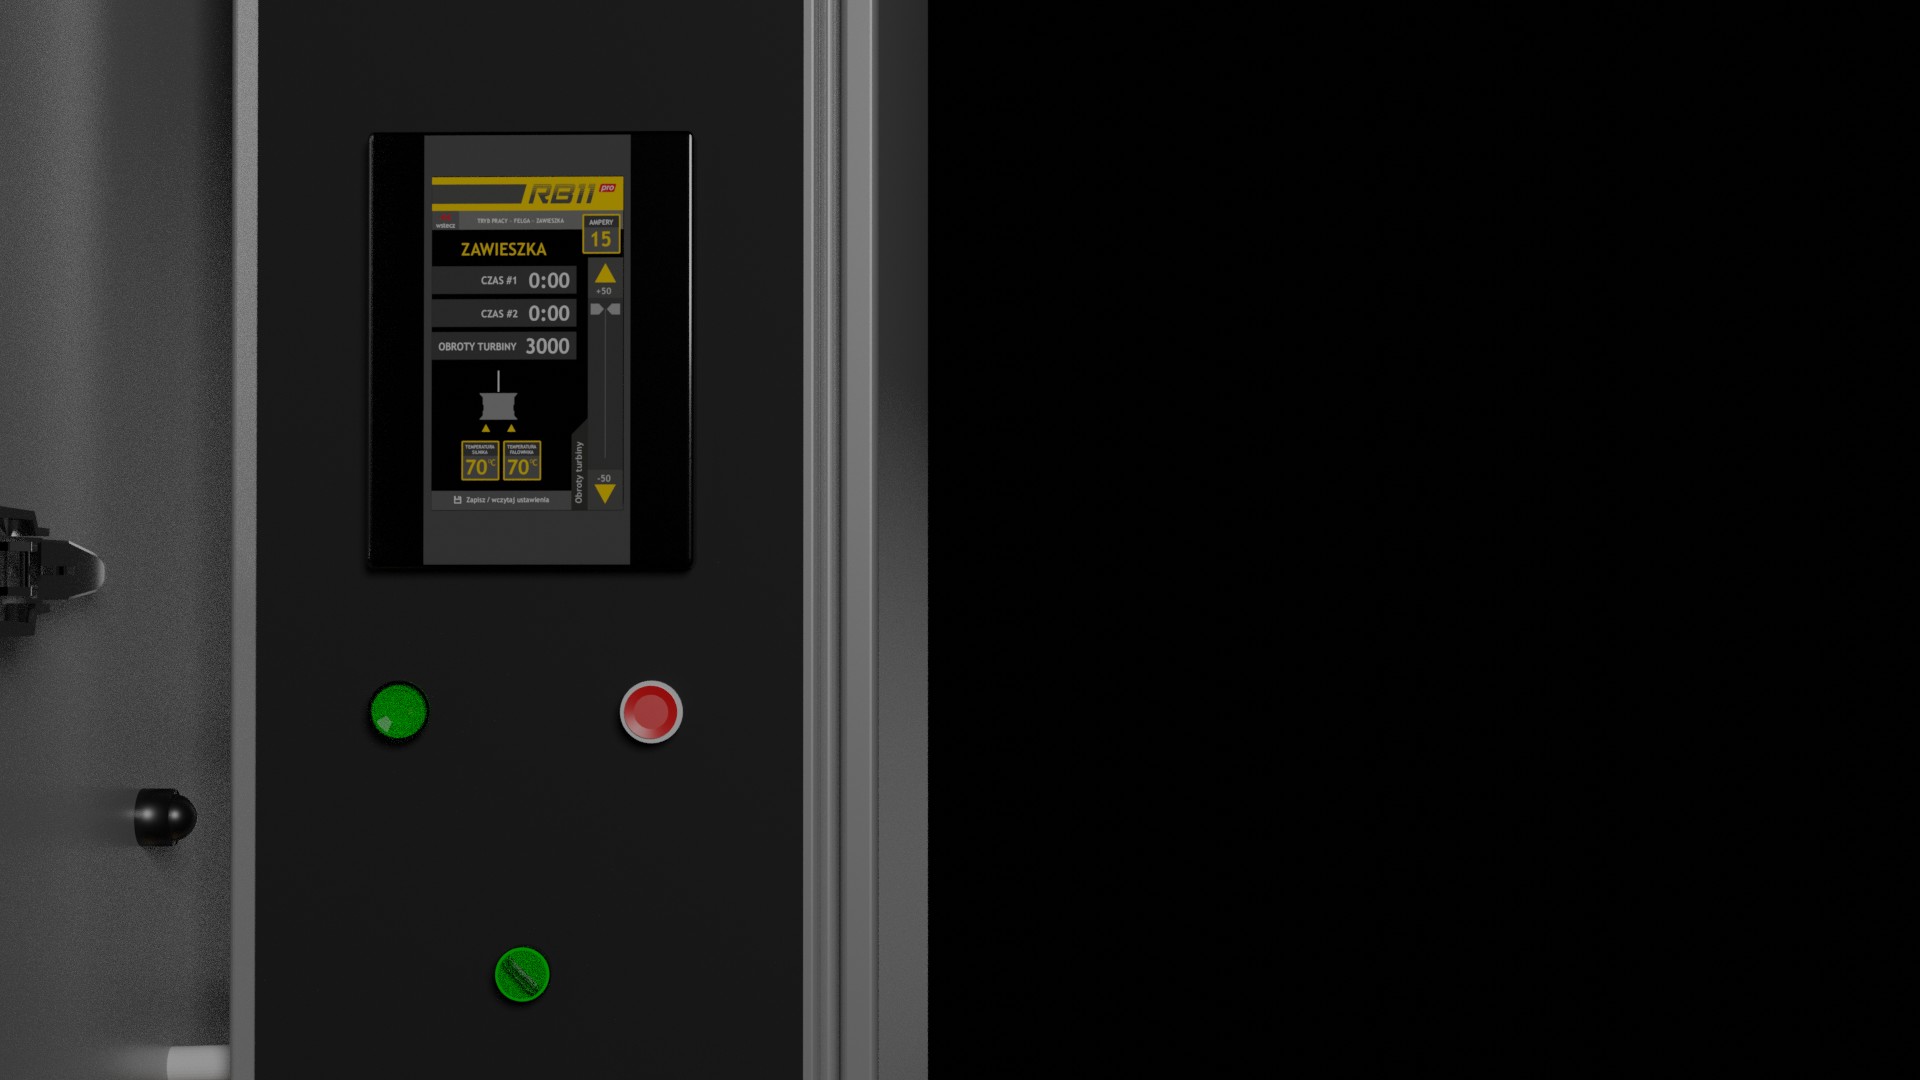 RB11 pro
wstecz
TRYB PRACY - FELGA - ZAWIESZKA
AMPERY
15
ZAWIESZKA
CZAS #1 0:00
CZAS #2 0:00
OBROTY TURBINY 3000
+50
-50
Obroty turbiny
TEMPERATURA SILNIKA
70°C
TEMPERATURA FALOWNIKA
70°C
Zapisz / wczytaj ustawienia